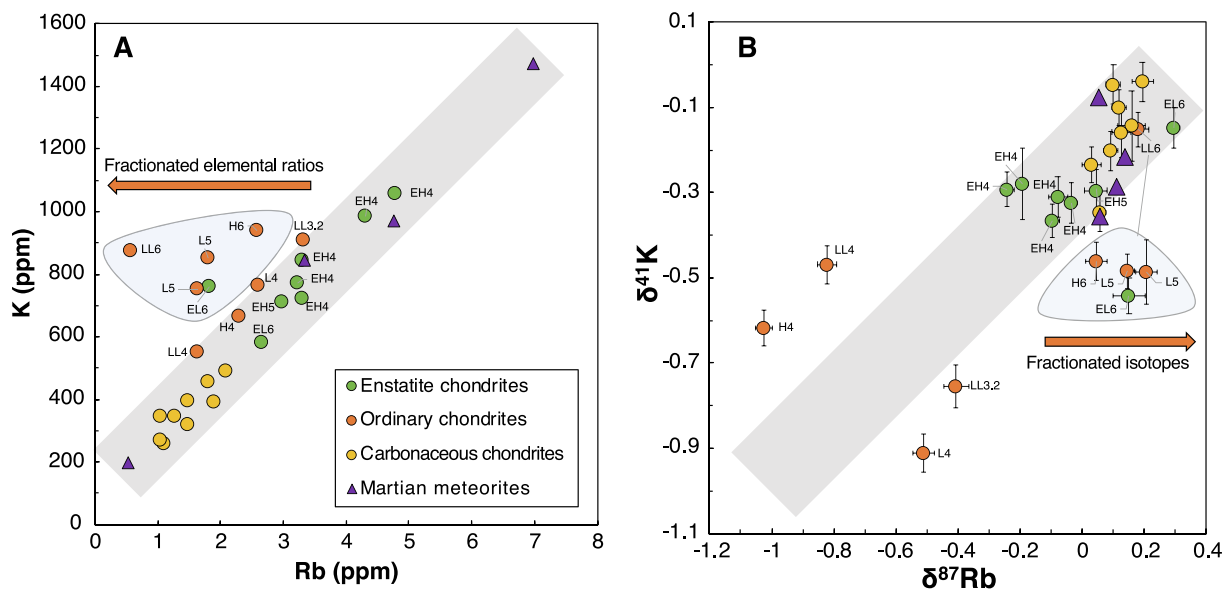 A
K (ppm)
1600
1400
1200
1000
800
600
400
200
0
0 1 2 3 4 5 6 7 8
Rb (ppm)
Fractionated elemental ratios
EH4
EH4
H6
LL3.2
LL6
L5
EH4
L5
EL6
L4
EH4
EH5
EH4
H4
EL6
LL4
Enstatite chondrites
Ordinary chondrites
Carbonaceous chondrites
Martian meteorites
B
δ⁴¹K
-0.1
-0.1
-0.3
-0.5
-0.7
-0.9
-1.1
-1.2 -1 -0.8 -0.6 -0.4 -0.2 0 0.2 0.4
δ⁸⁷Rb
EL6
LL6
EH4
EH4
EH4
EH5
EH4
EH4
LL4
H6
L5
L5
EL6
H4
Fractionated isotopes
LL3.2
L4